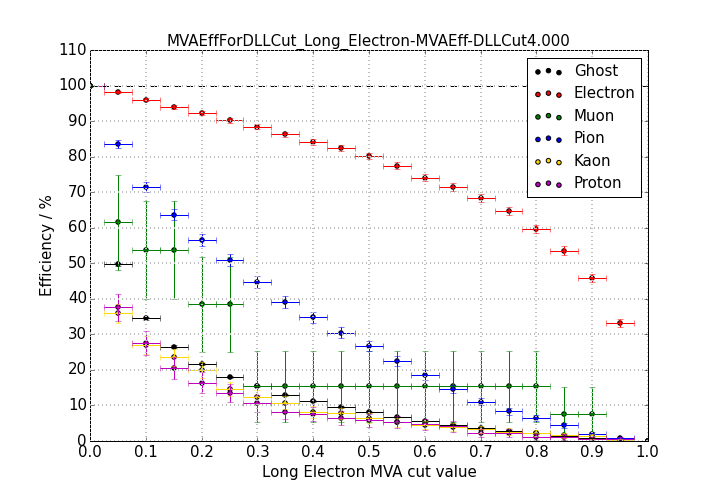 MVAEffForDLLCut_Long_Electron-MVAEff-DLLCut4.000
110
100
90
80
70
60
50
40
30
20
10
0
Efficiency / %
Ghost
Electron
Muon
Pion
Kaon
Proton
0.0 0.1 0.2 0.3 0.4 0.5 0.6 0.7 0.8 0.9 1.0
Long Electron MVA cut value